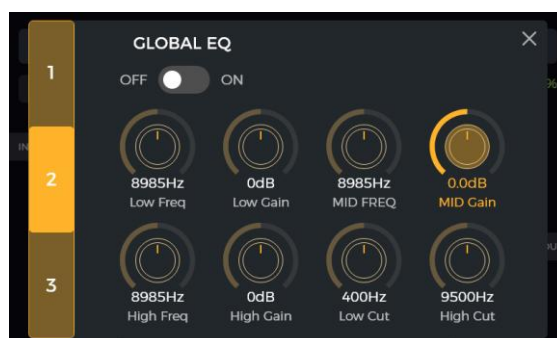 GLOBAL EQ
OFF ON
1
2
3
8985Hz 0dB 8985Hz 0.0dB
Low Freq Low Gain MID FREQ MID Gain
8985Hz 0dB 400Hz 9500Hz
High Freq High Gain Low Cut High Cut
IN
%